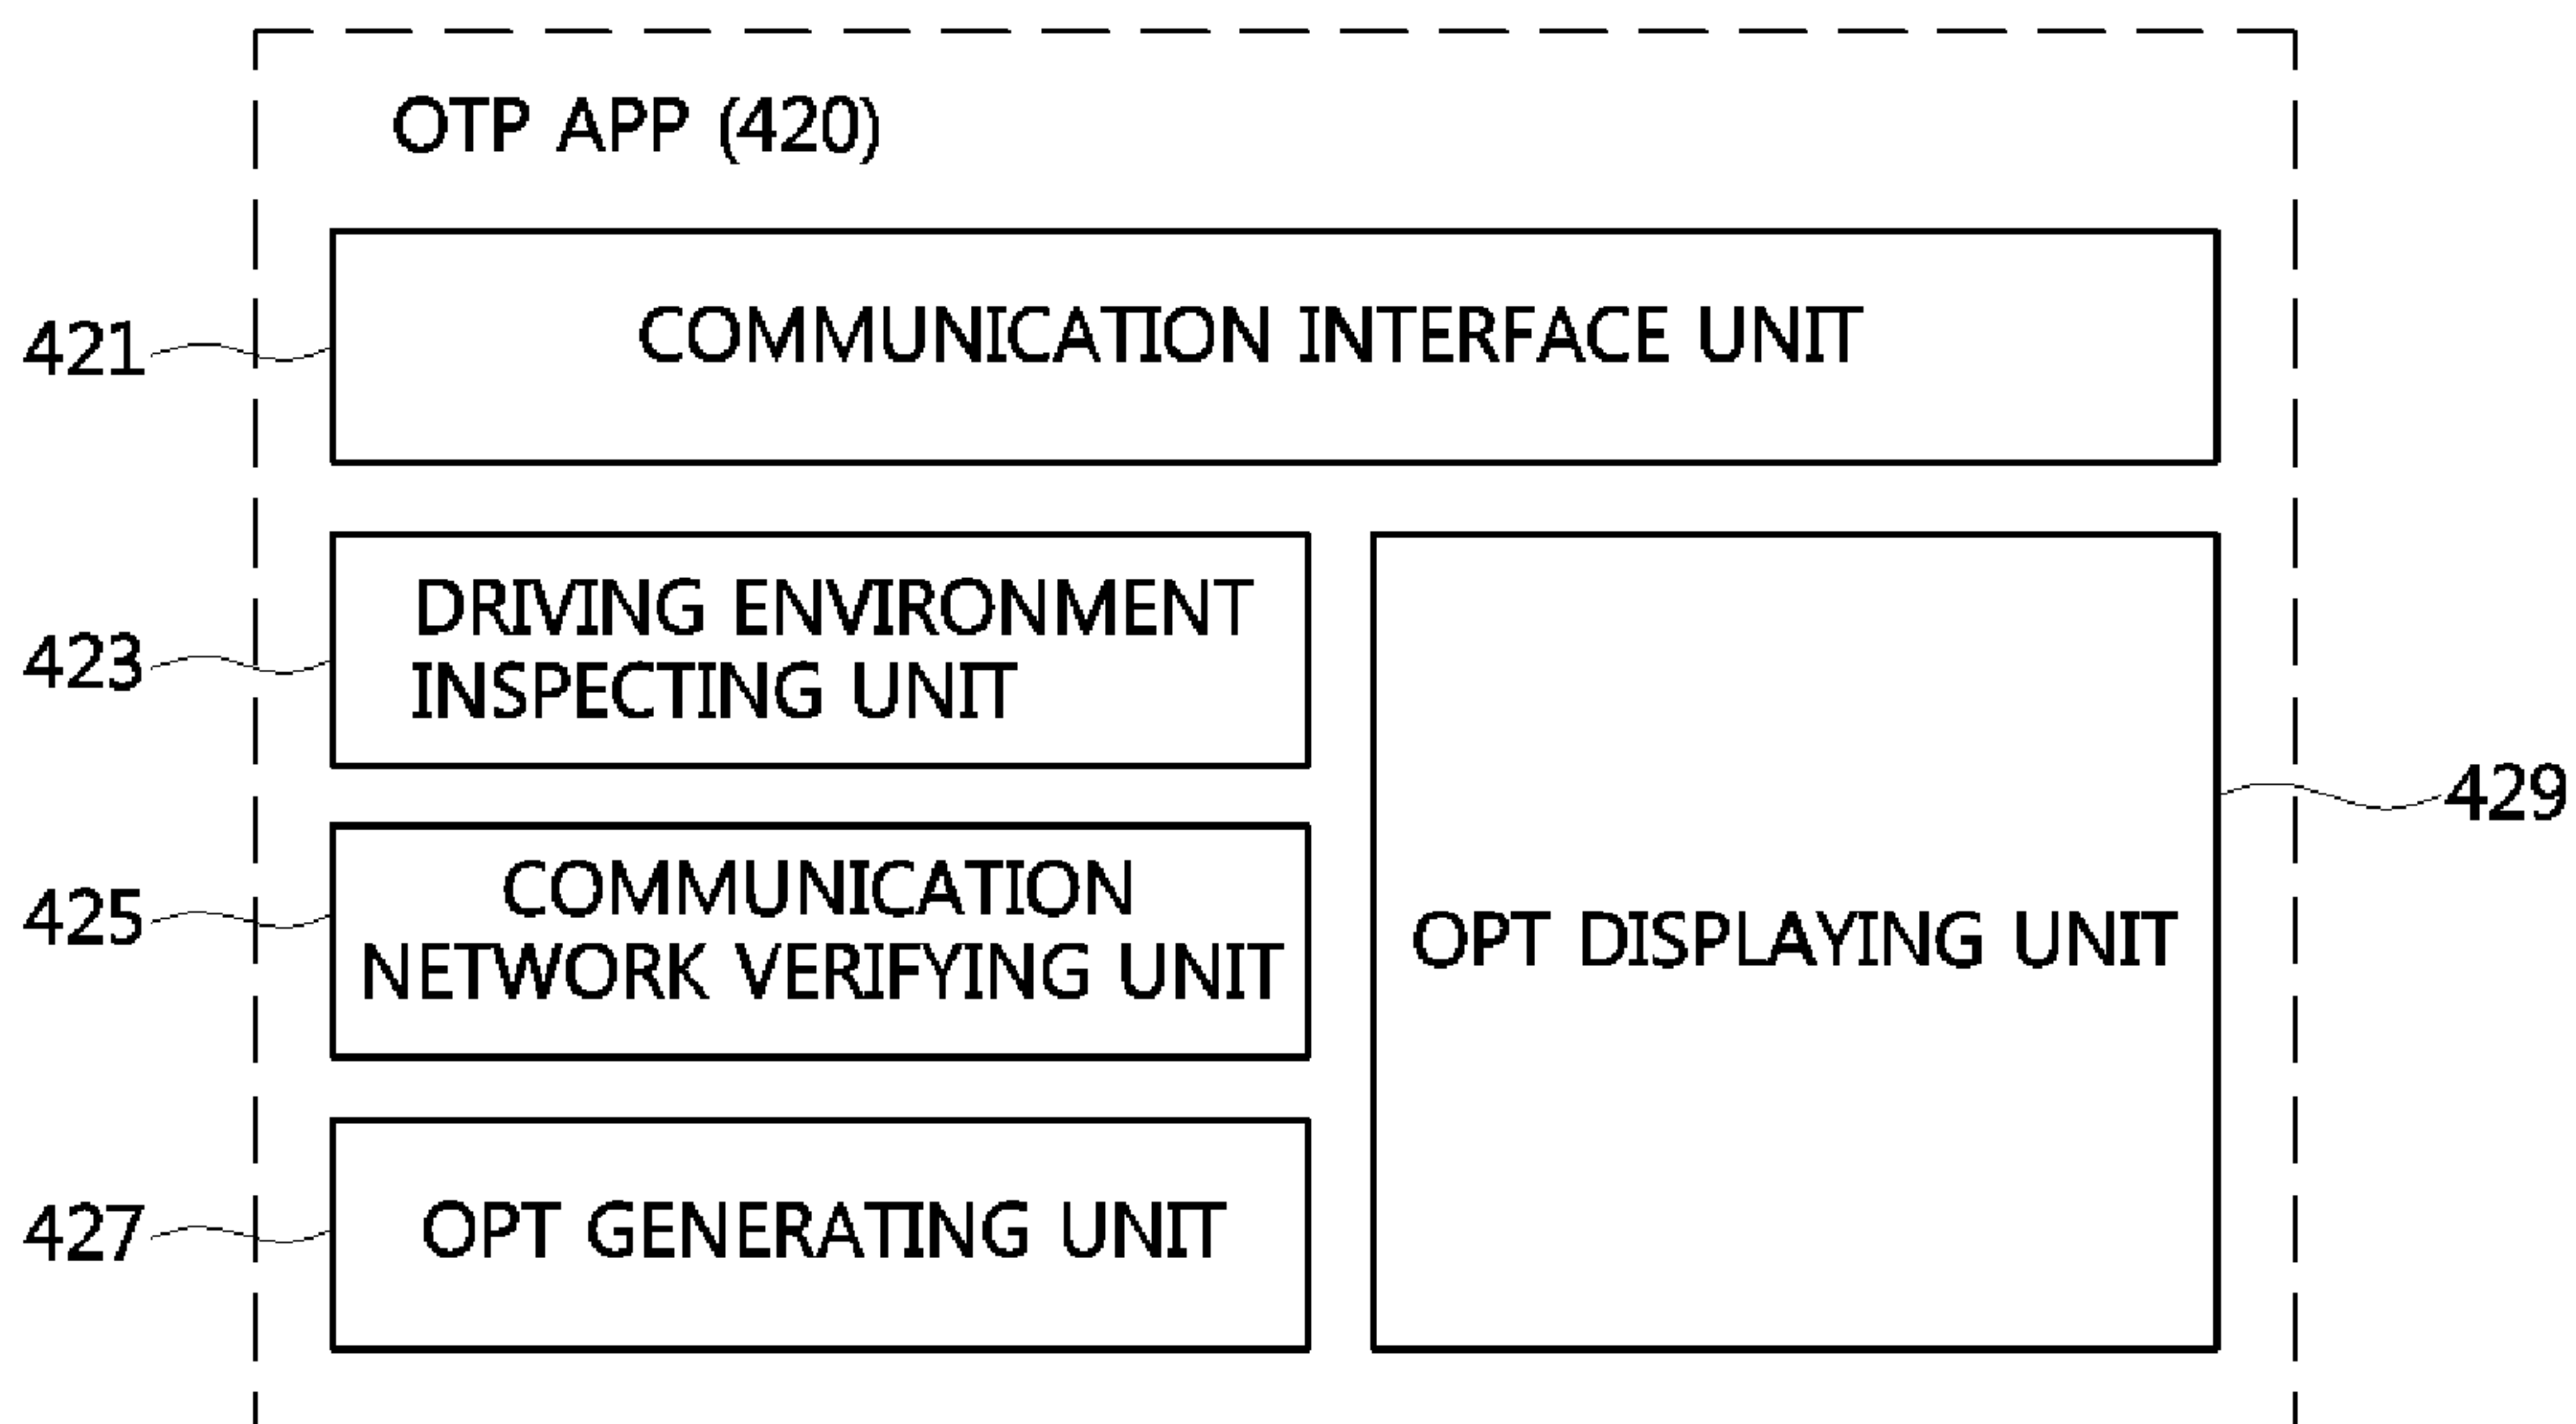 OTP APP (420)
421
COMMUNICATION INTERFACE UNIT
423
DRIVING ENVIRONMENT
INSPECTING UNIT
425
COMMUNICATION
NETWORK VERIFYING UNIT
427
OPT GENERATING UNIT
OPT DISPLAYING UNIT
429